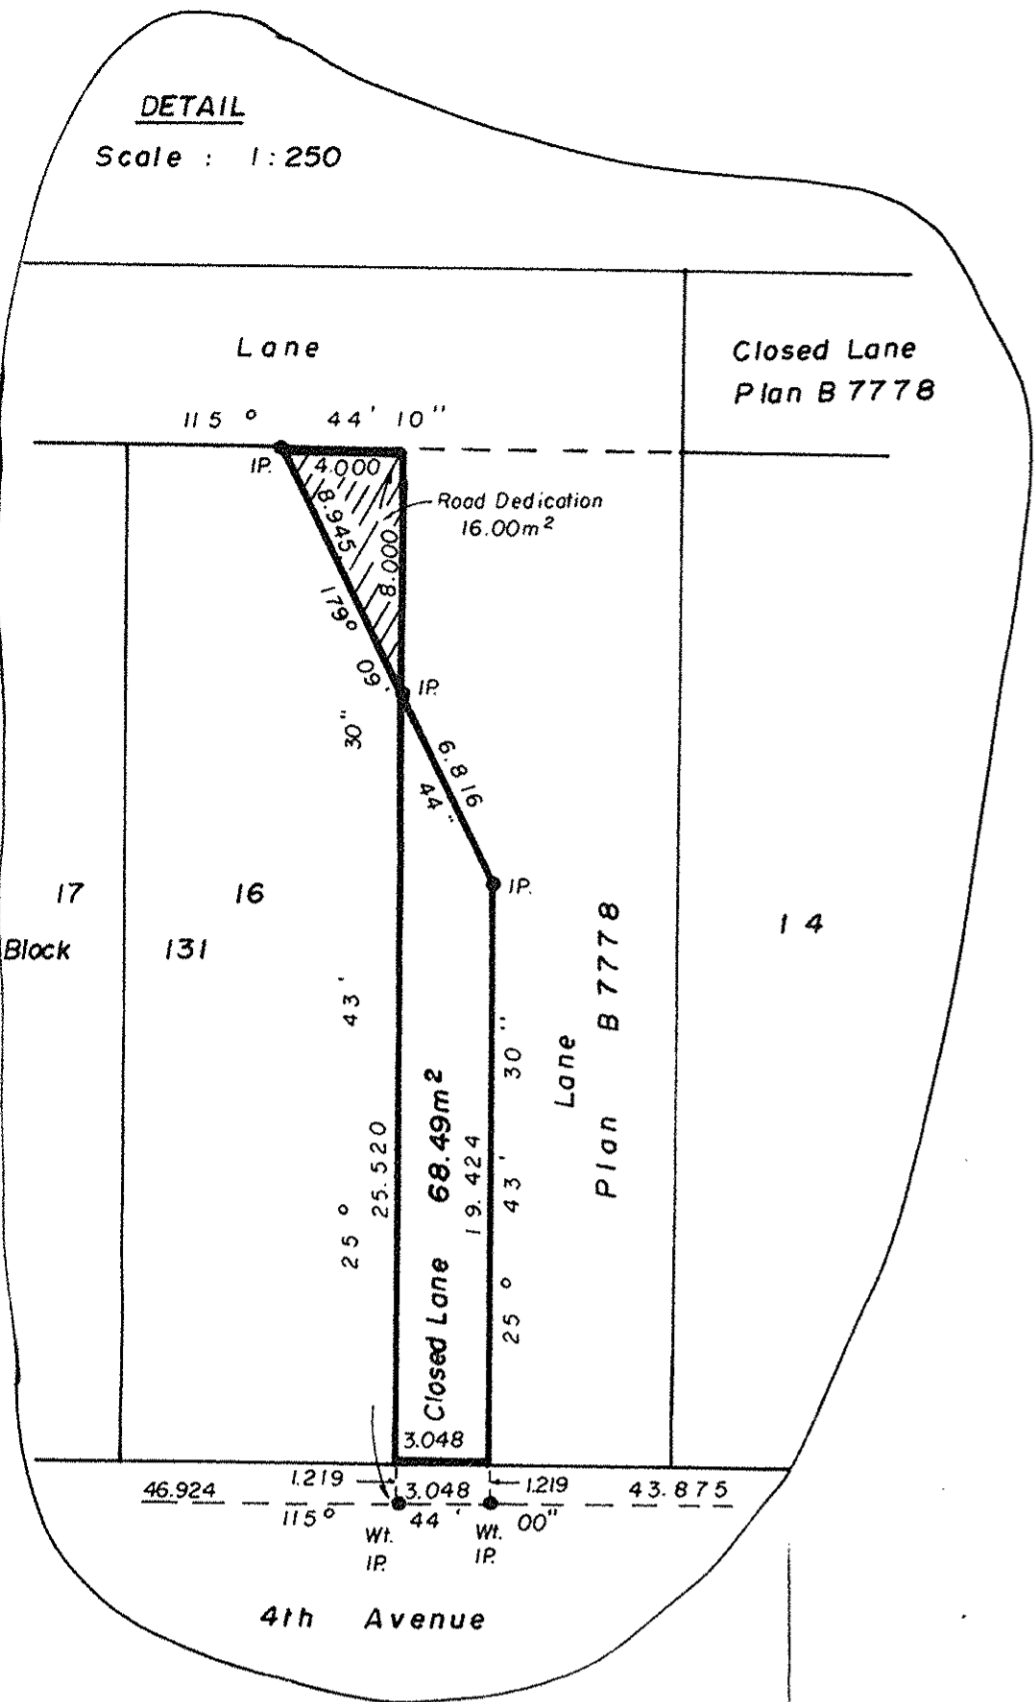 DETAIL
Scale : 1:250
Lane
Closed Lane
Plan B 7778
115° 44' 10"
IP.
4.000
8.945
8.000
Road Dedication
16.00m²
179° 09' 44"
IP.
6.816
IP.
17
16
Block 131
14
25° 43' 30"
25.520
Closed Lane 68.49m²
19.424
25° 43' 30"
Lane
Plan B 7778
3.048
1.219
3.048
1.219
46.924
43.875
115° 44' 00"
Wt.
IP.
Wt.
IP.
4th Avenue